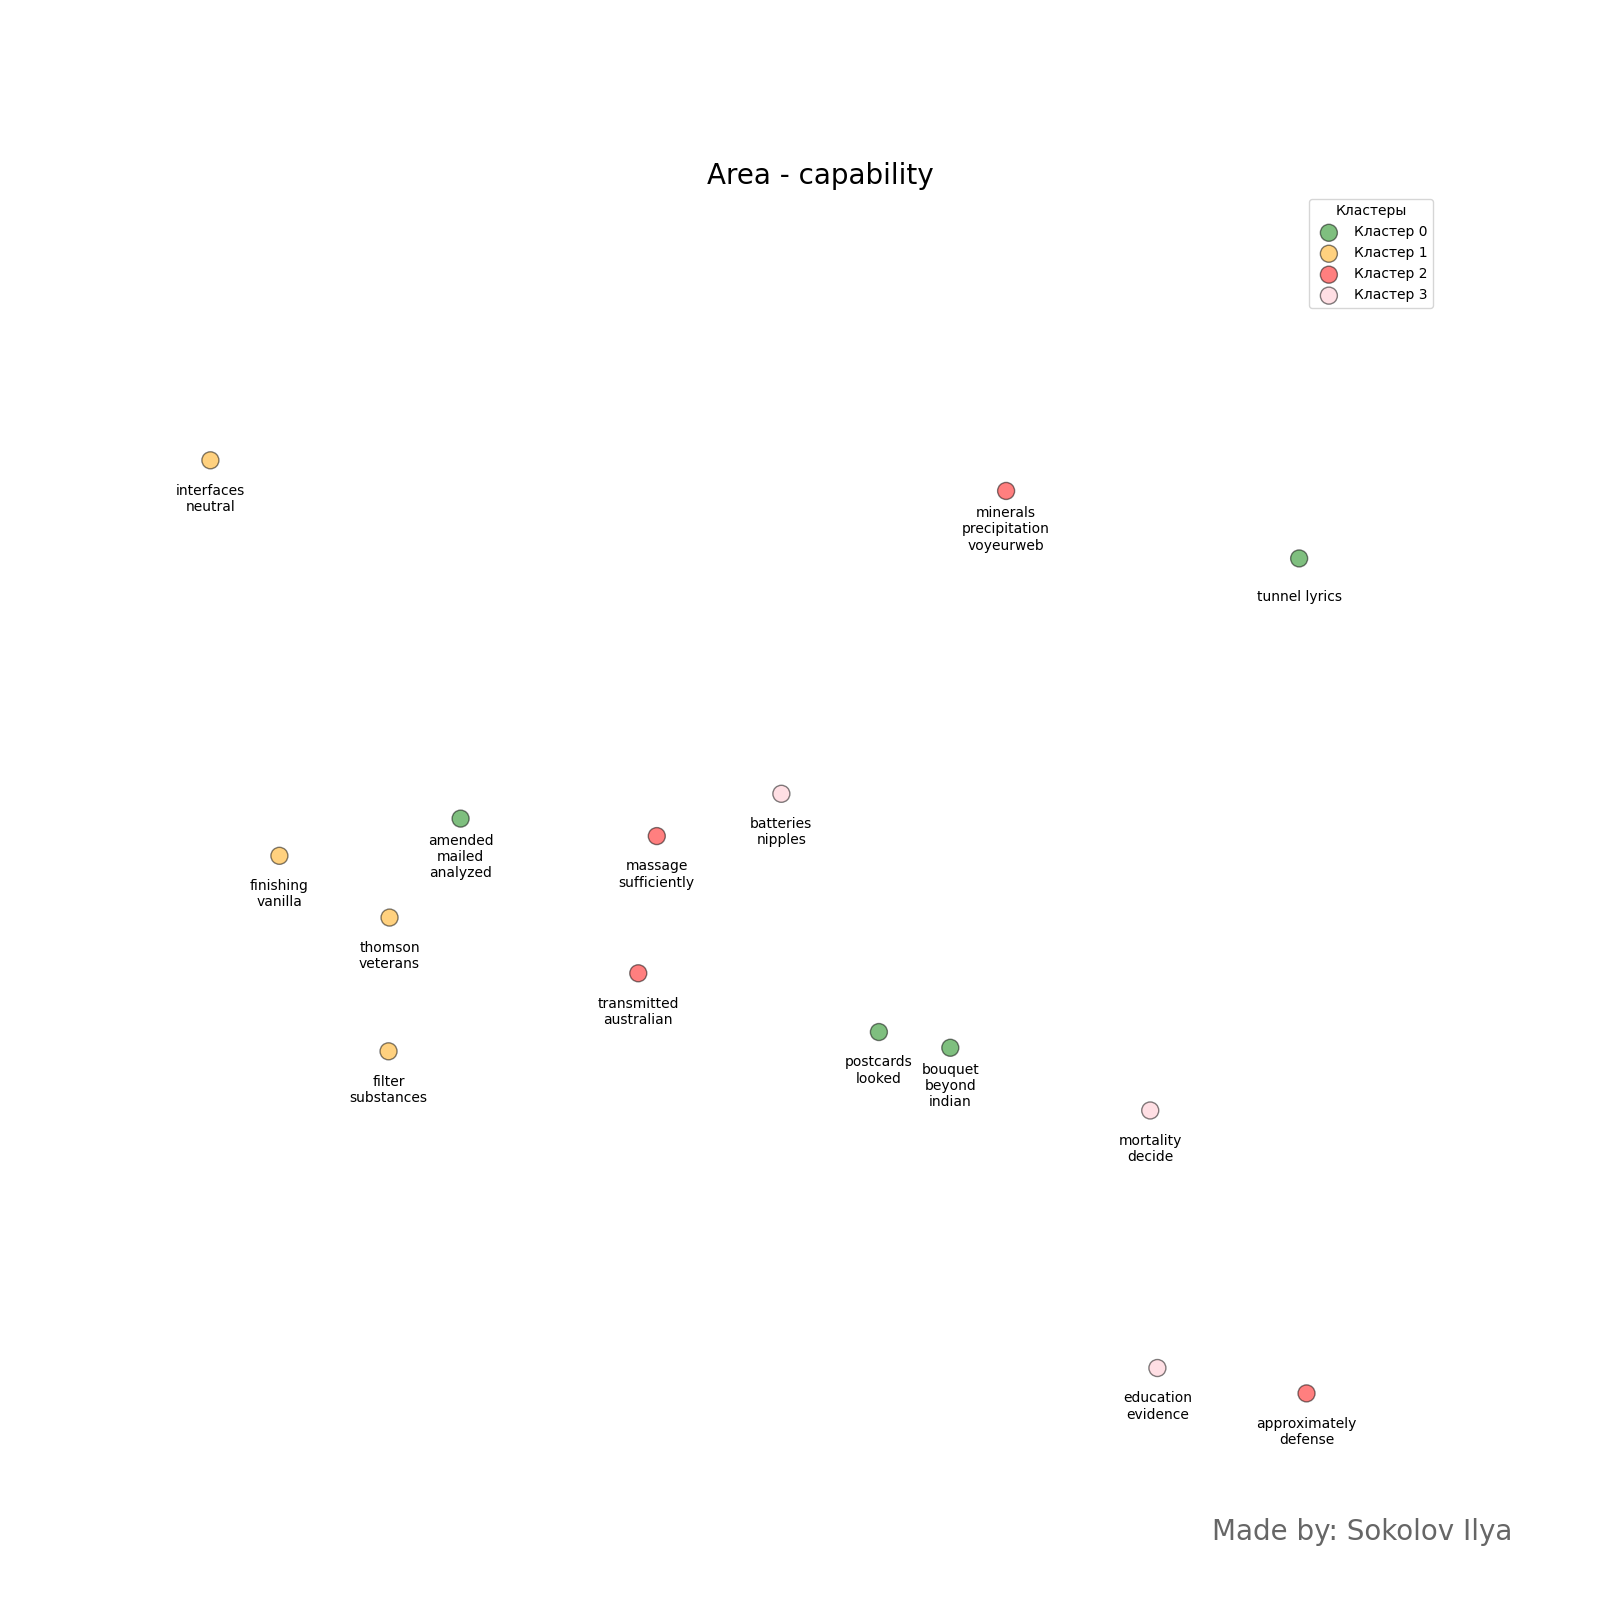 Area - capability
Кластеры
Кластер 0
Кластер 1
Кластер 2
Кластер 3
interfaces
neutral
minerals
precipitation
voyeurweb
tunnel lyrics
batteries
nipples
amended
mailed
analyzed
massage
sufficiently
finishing
vanilla
thomson
veterans
transmitted
australian
postcards
looked
bouquet
beyond
indian
filter
substances
mortality
decide
education
evidence
approximately
defense
Made by: Sokolov Ilya